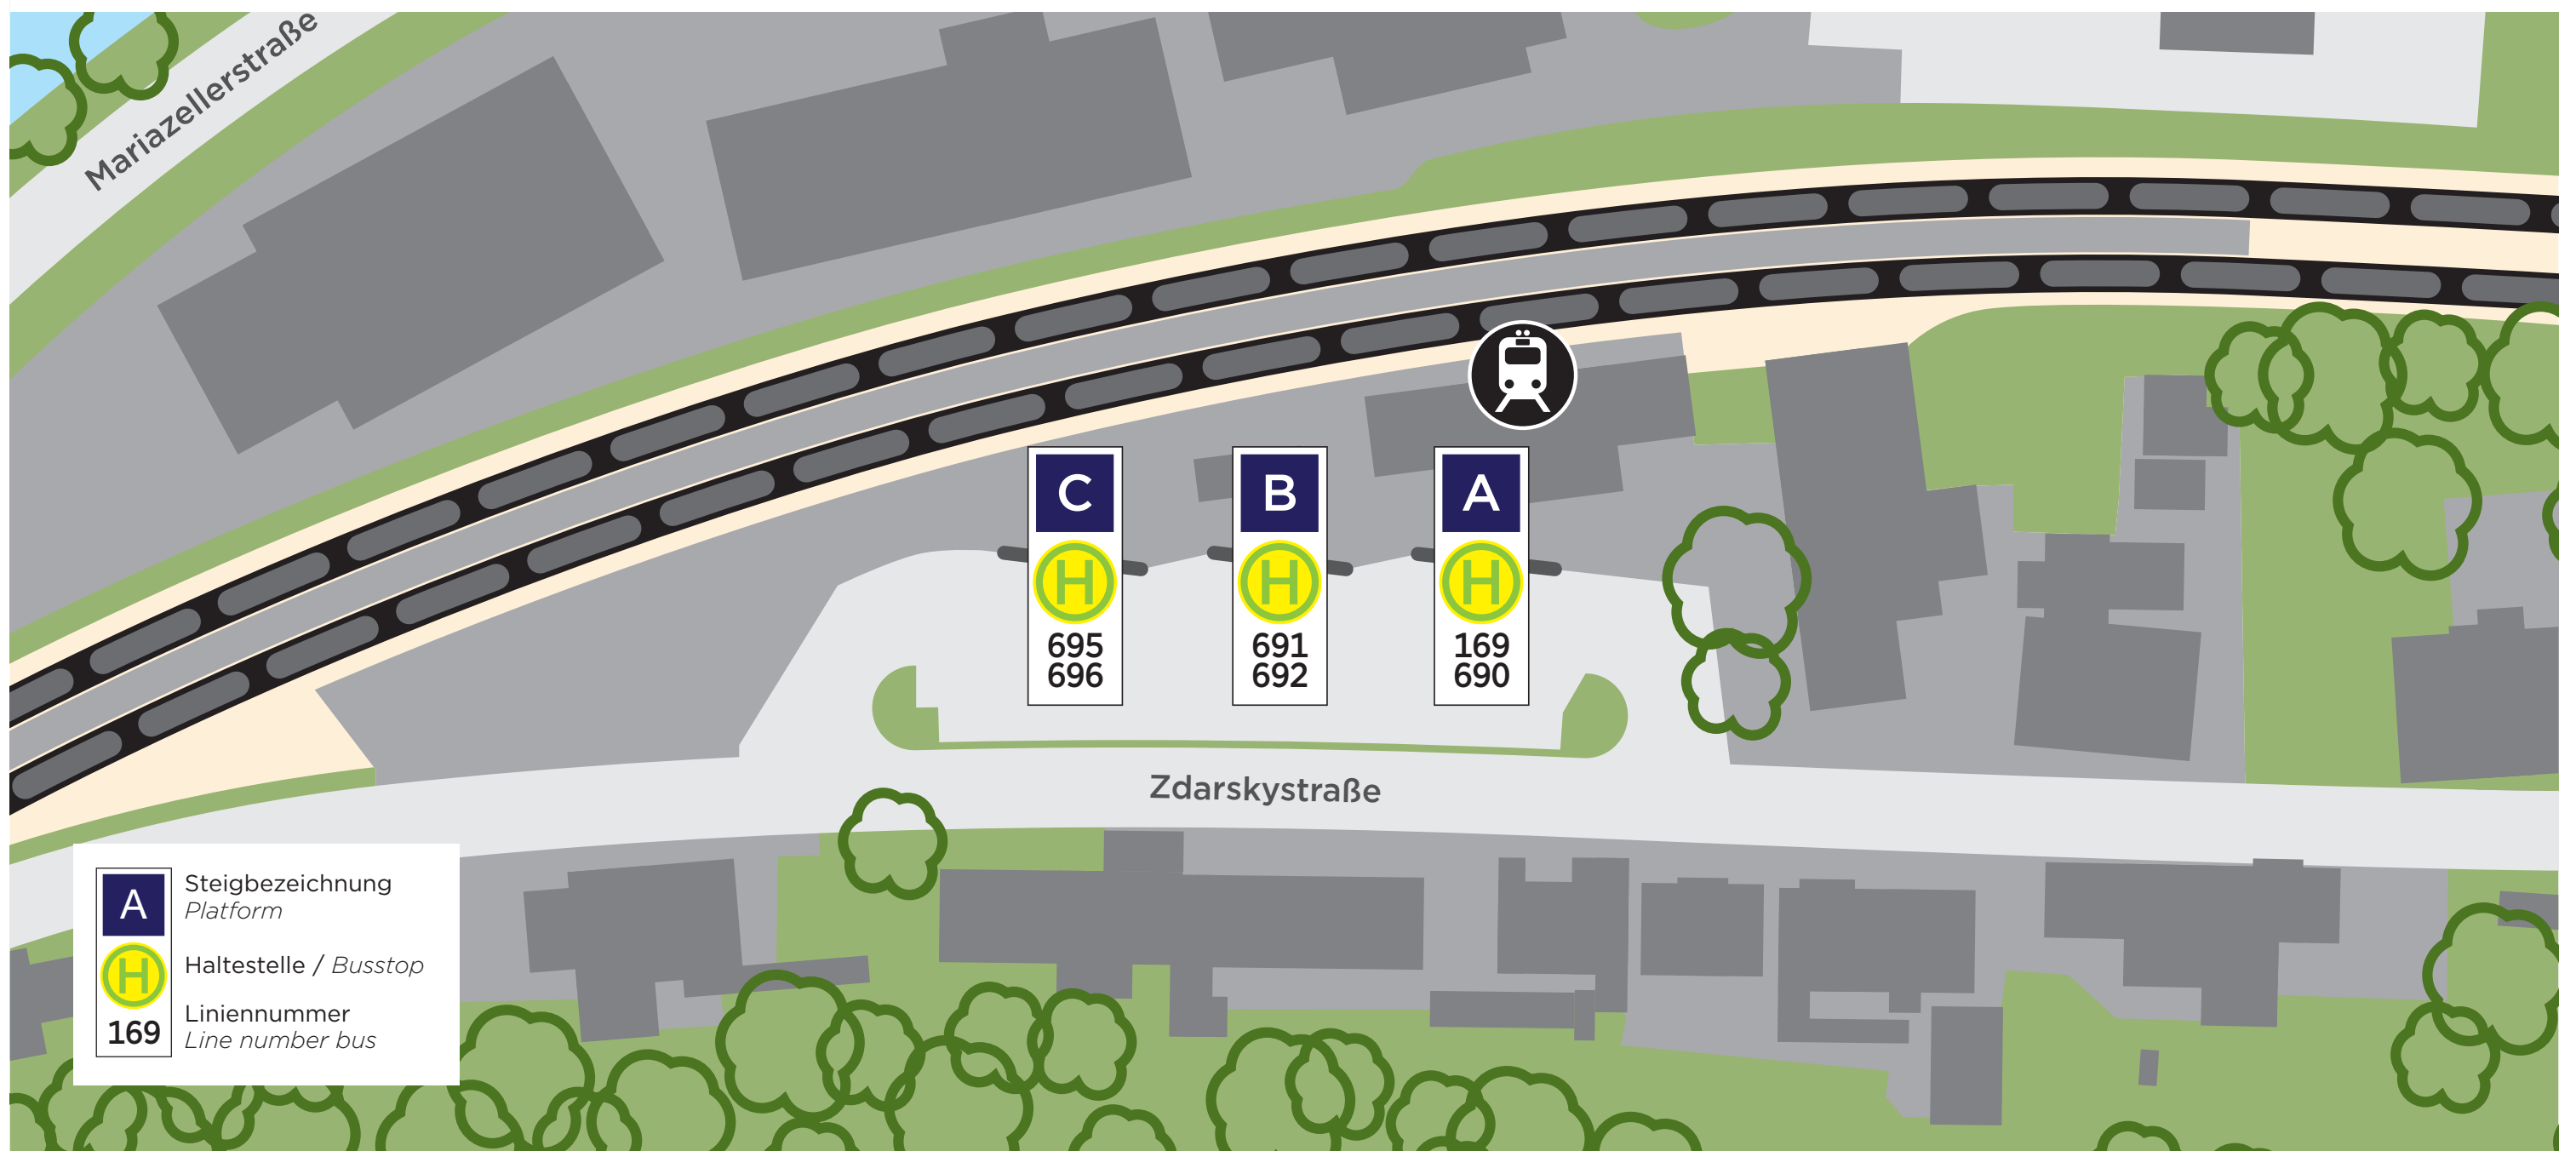 Mariazellerstraße
C
H
695
696
B
H
691
692
A
H
169
690
Zdarskystraße
A
Steigbezeichnung
Platform
H
Haltestelle / Busstop
169
Liniennummer
Line number bus